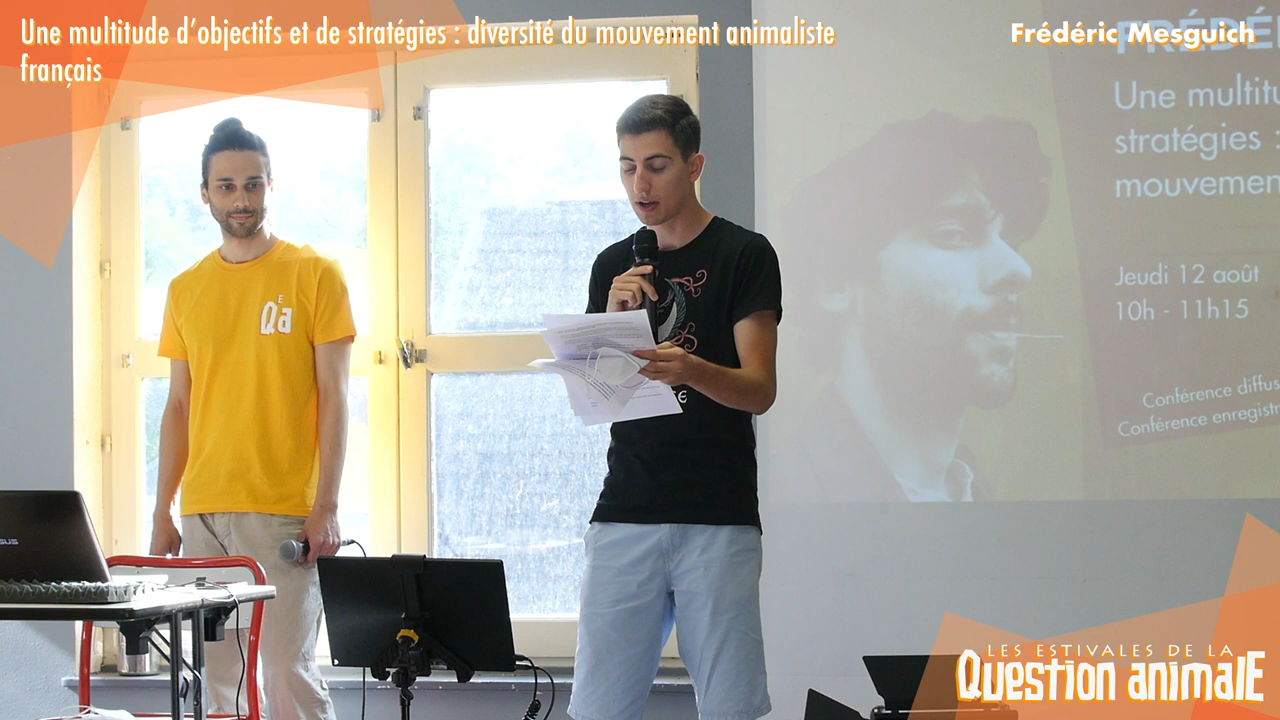 Une multitude d'objectifs et de stratégies : diversité du mouvement animaliste
français
Frédéric Mesguich
FRÉDÉ
Une multitu
stratégies :
mouvemen
Jeudi 12 août
10h - 11h15
Conférence diffus
Conférence enregistr
E
Qa
LES ESTIVALES DE LA
QUESTION ANIMALE